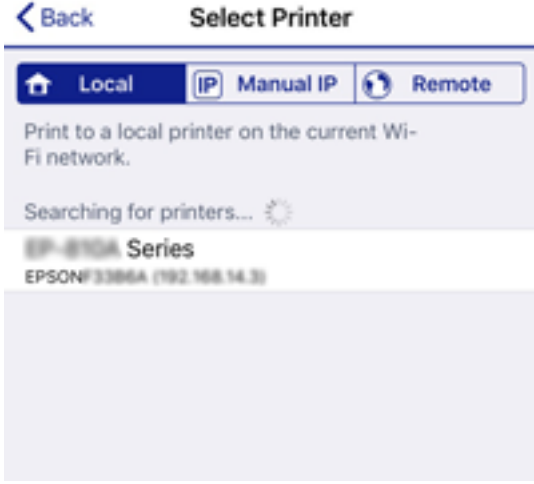 Back
Select Printer
Local
IP Manual IP
Remote
Print to a local printer on the current Wi-
Fi network.
Searching for printers...
Series
EPSON